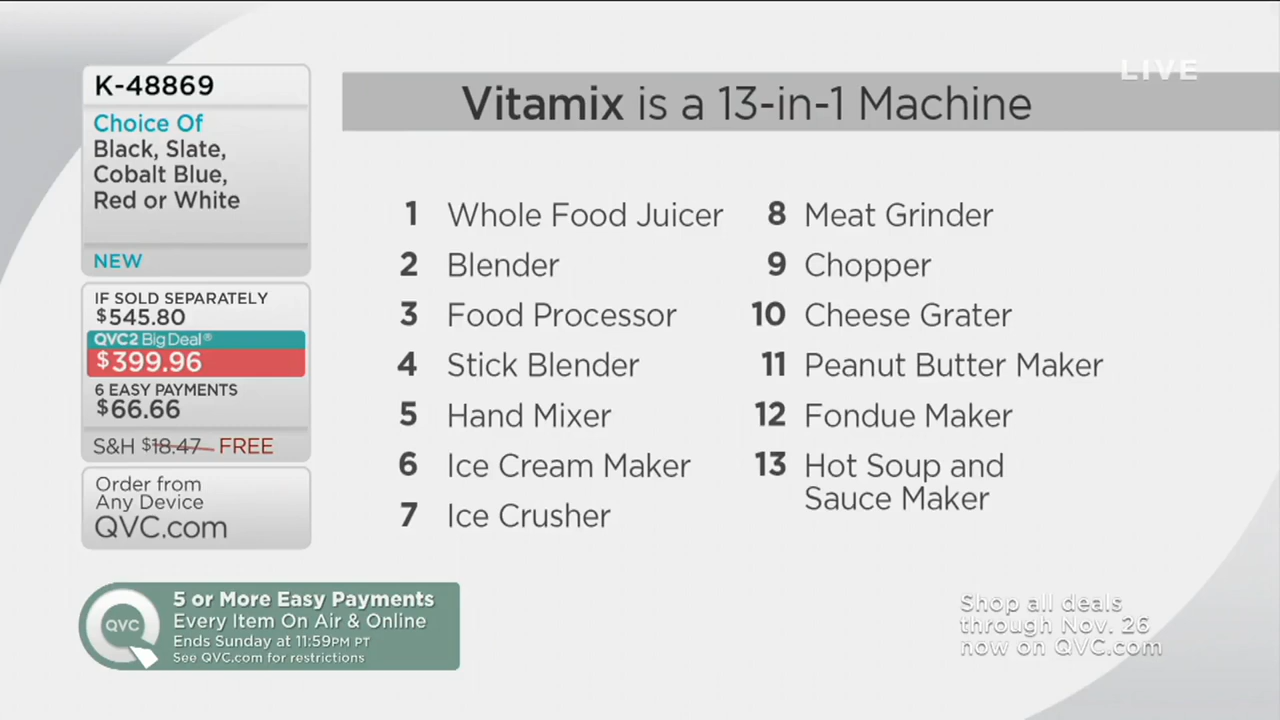 K-48869
Choice Of
Black, Slate,
Cobalt Blue,
Red or White
NEW
IF SOLD SEPARATELY
$545.80
QVC2 Big Deal®
$399.96
6 EASY PAYMENTS
$66.66
S&H $18.47 FREE
Order from
Any Device
QVC.com
LIVE
Vitamix is a 13-in-1 Machine
1 Whole Food Juicer
2 Blender
3 Food Processor
4 Stick Blender
5 Hand Mixer
6 Ice Cream Maker
7 Ice Crusher
8 Meat Grinder
9 Chopper
10 Cheese Grater
11 Peanut Butter Maker
12 Fondue Maker
13 Hot Soup and
Sauce Maker
QVC
5 or More Easy Payments
Every Item On Air & Online
Ends Sunday at 11:59PM PT
See QVC.com for restrictions
Shop all deals
through Nov. 26
now on QVC.com